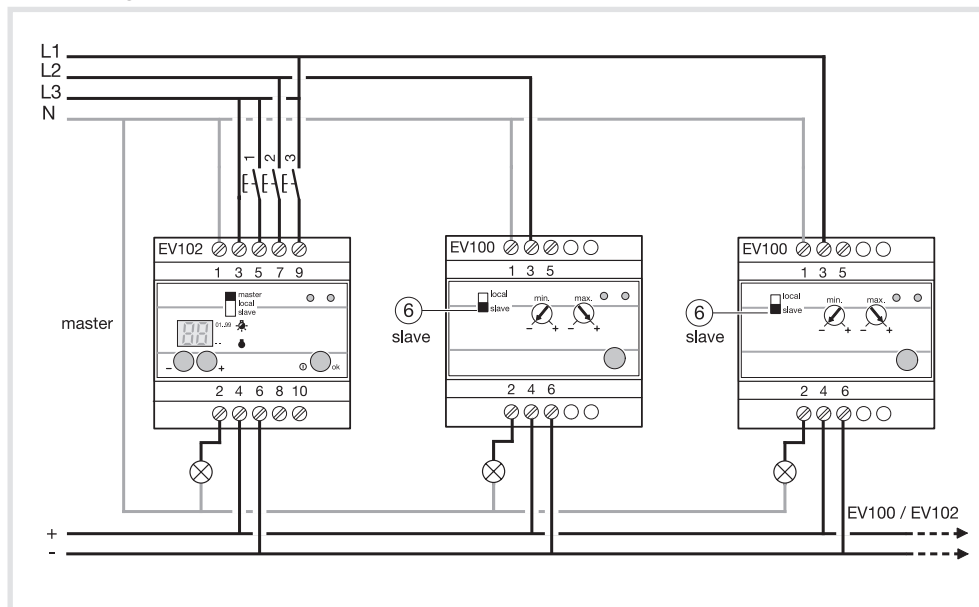 L1
L2
L3
N
1 2 3
EV102
1 3 5 7 9
master
local
slave
01..99
88
--
- +
ok
2 4 6 8 10
master
EV100
1 3 5
local
slave
min. max.
- + - +
2 4 6
6
slave
EV100
1 3 5
local
slave
min. max.
- + - +
2 4 6
6
slave
EV100 / EV102
+
-